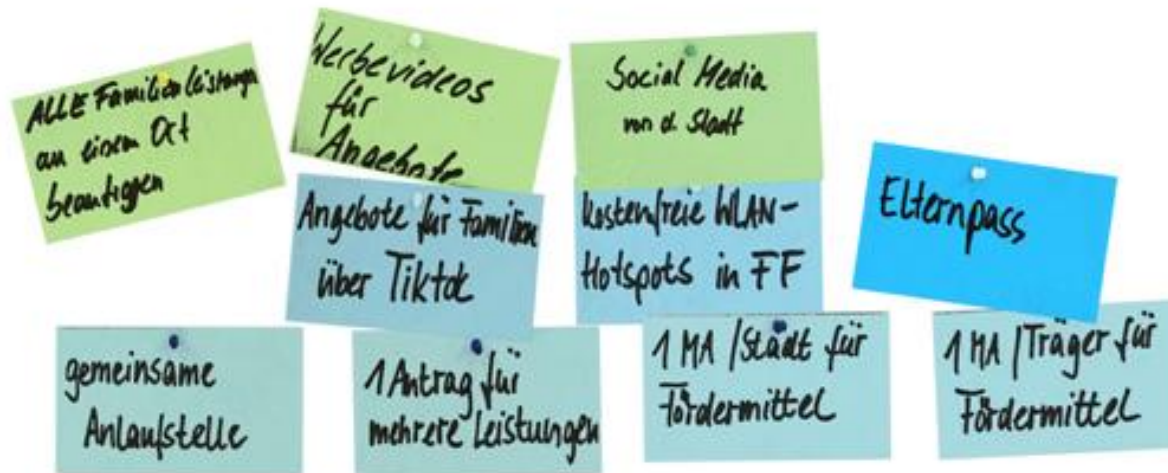 ALLE Familienleistungen
an einem Ort
beantragen
Werbevideos
für
Angebote
Social Media
von d. Stadt
Angebote für Familien
über Tiktok
kostenfreie WLAN-
Hotspots in FF
Elternpass
gemeinsame
Anlaufstelle
1 Antrag für
mehrere Leistungen
1 MA / Stadt für
Fördermittel
1 MA / Träger für
Fördermittel